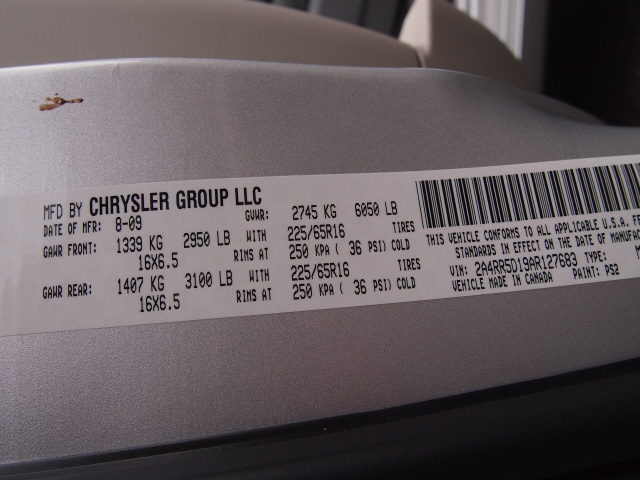 MFD BY CHRYSLER GROUP LLC
DATE OF MFR: 8-09 GVWR: 2745 KG 6050 LB
GAWR FRONT: 1339 KG 2950 LB WITH 225/65R16 TIRES
16X6.5 RIMS AT 250 KPA ( 36 PSI) COLD
GAWR REAR: 1407 KG 3100 LB WITH 225/65R16 TIRES
16X6.5 RIMS AT 250 KPA ( 36 PSI) COLD
THIS VEHICLE CONFORMS TO ALL APPLICABLE U.S.A. FE
STANDARDS IN EFFECT ON THE DATE OF MANUFAC
VIN: 2A4RR5D19AR127683 TYPE:
VEHICLE MADE IN CANADA PAINT: PS2